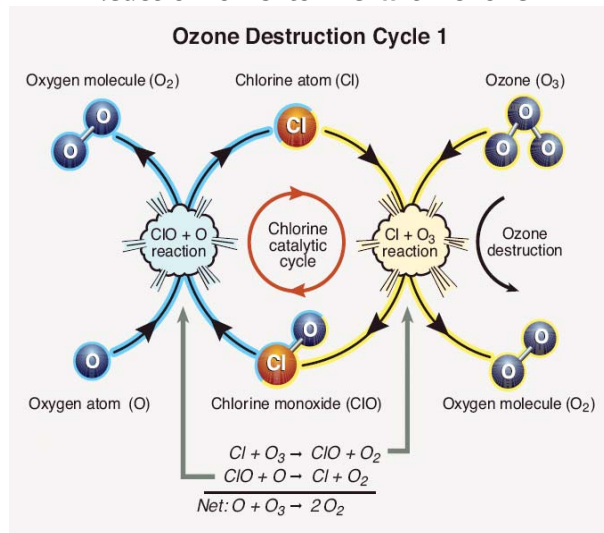 Ozone Destruction Cycle 1
Oxygen molecule (O₂)
Chlorine atom (Cl)
Ozone (O₃)
O
O
Cl
O
O
O
ClO + O
reaction
Chlorine
catalytic
cycle
Cl + O₃
reaction
Ozone
destruction
O
Cl
O
O
O
Oxygen atom (O)
Chlorine monoxide (ClO)
Oxygen molecule (O₂)
Cl + O₃ → ClO + O₂
ClO + O → Cl + O₂
Net: O + O₃ → 2 O₂